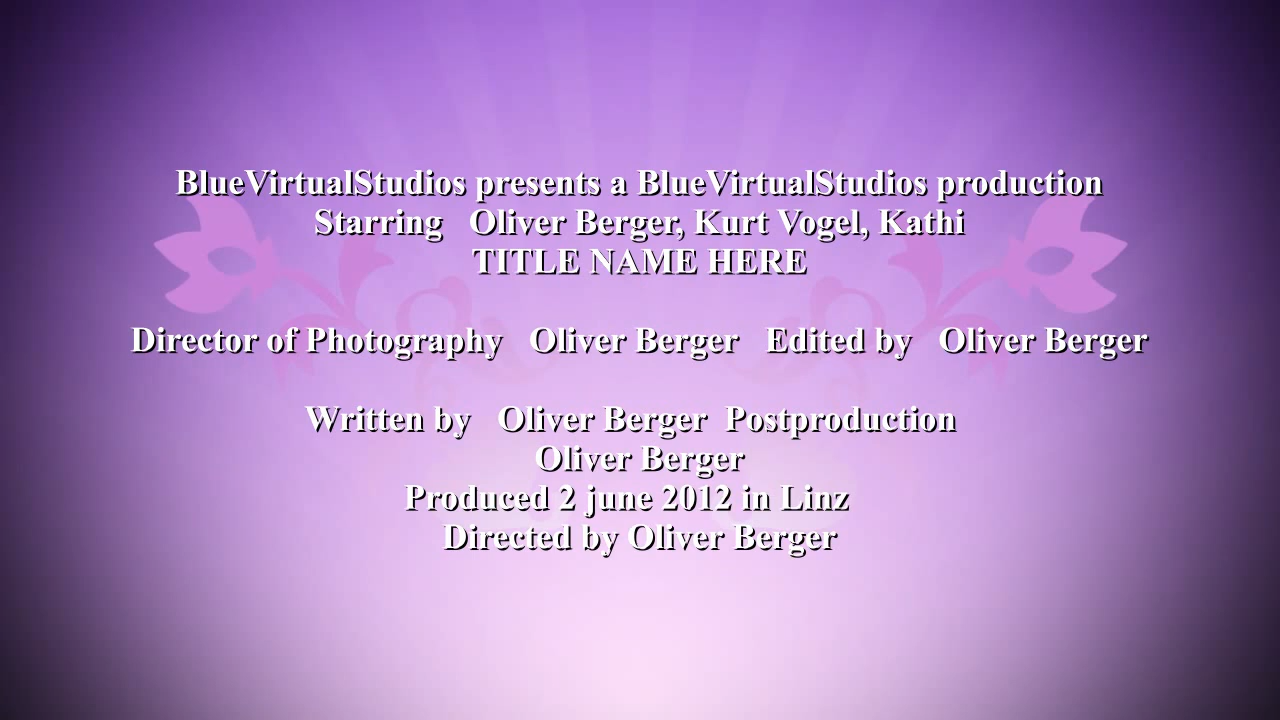 BlueVirtualStudios presents a BlueVirtualStudios production
Starring Oliver Berger, Kurt Vogel, Kathi
TITLE NAME HERE
Director of Photography Oliver Berger Edited by Oliver Berger
Written by Oliver Berger Postproduction
Oliver Berger
Produced 2 june 2012 in Linz
Directed by Oliver Berger